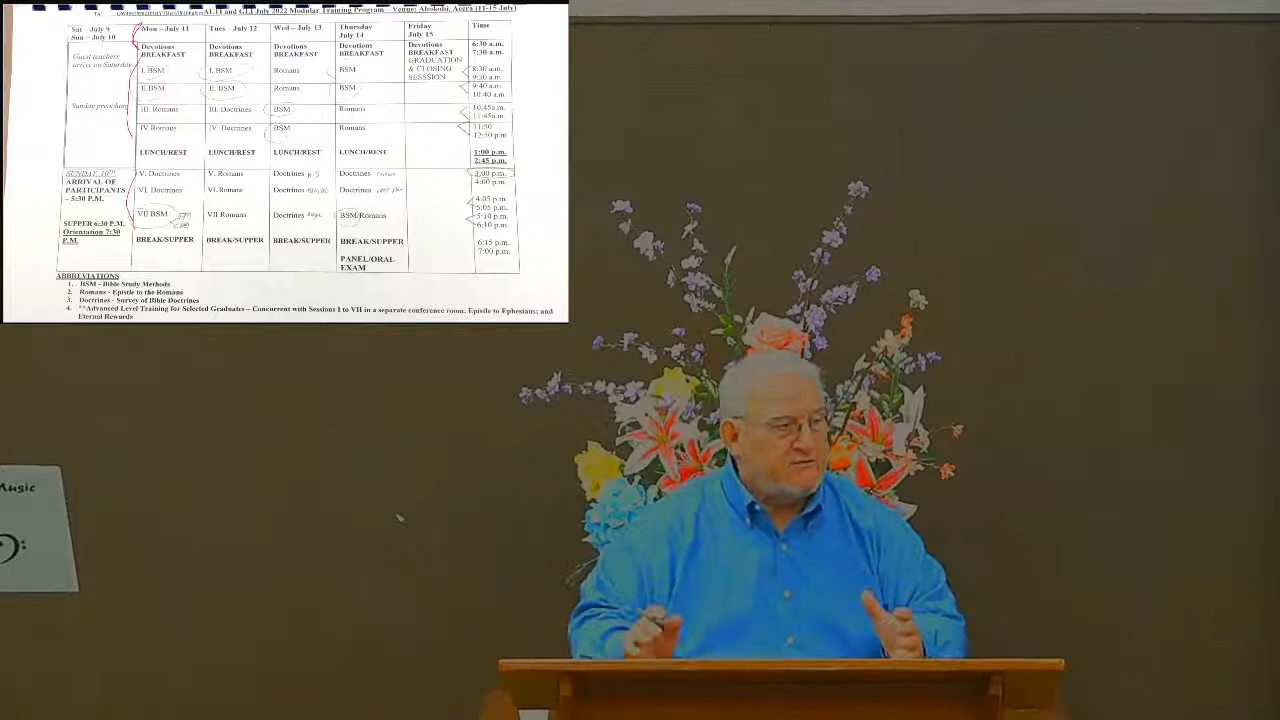 ALTI and GLI July 2022 Modular Training Program – Venue: Abokobi, Accra (11-15 July)
Sat – July 9
Sun – July 10
Mon – July 11
Tues – July 12
Wed – July 13
Thursday
July 14
Friday
July 15
Time
Guest teachers
arrive on Saturday
Sunday preaching
Devotions
BREAKFAST
Devotions
BREAKFAST
Devotions
BREAKFAST
Devotions
BREAKFAST
Devotions
BREAKFAST
GRADUATION
& CLOSING
SESSSION
6:30 a.m.
7:30 a.m.
I. BSM
I. BSM
Romans
BSM
8:30 a.m.
9:30 a.m.
II.BSM
II. BSM
Romans
BSM
9:40 a.m.
10:40 a.m.
III. Romans
III. Doctrines
BSM
Romans
10.45a.m.
11:45a.m.
IV Romans
IV Doctrines
BSM
Romans
11:50
12:50 p.m
LUNCH/REST
LUNCH/REST
LUNCH/REST
LUNCH/REST
1:00 p.m.
2:45 p.m.
SUNDAY 10TH
ARRIVAL OF
PARTICIPANTS
– 5:30 P.M.
SUPPER 6:30 P.M.
Orientation 7:30
P.M.
V. Doctrines
V. Romans
Doctrines
Doctrines
3:00 p.m.
4:00 p.m.
VI. Doctrines
VI. Romans
Doctrines
Doctrines
4:05 p.m.
5:05 p.m.
VII BSM
VII Romans
Doctrines
BSM/Romans
5:10 p.m.
6:10 p.m.
BREAK/SUPPER
BREAK/SUPPER
BREAK/SUPPER
BREAK/SUPPER
PANEL/ORAL
EXAM
6:15 p.m.
7:00 p.m.
ABBREVIATIONS
1. BSM - Bible Study Methods
2. Romans - Epistle to the Romans
3. Doctrines - Survey of Bible Doctrines
4. **Advanced Level Training for Selected Graduates – Concurrent with Sessions I to VII in a separate conference room. Epistle to Ephesians; and
Eternal Rewards
Music